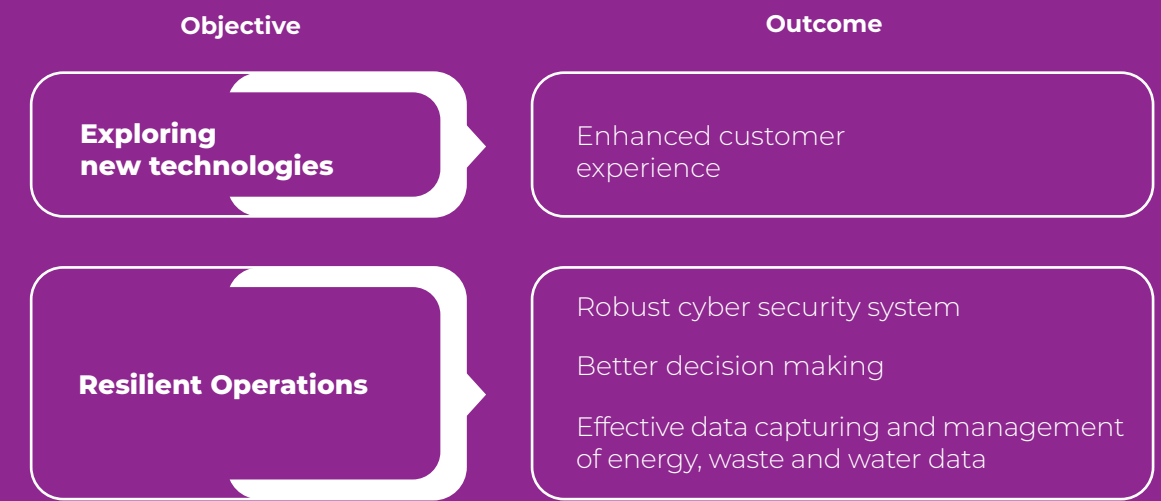 Objective
Outcome
Exploring
new technologies
Enhanced customer
experience
Resilient Operations
Robust cyber security system
Better decision making
Effective data capturing and management
of energy, waste and water data